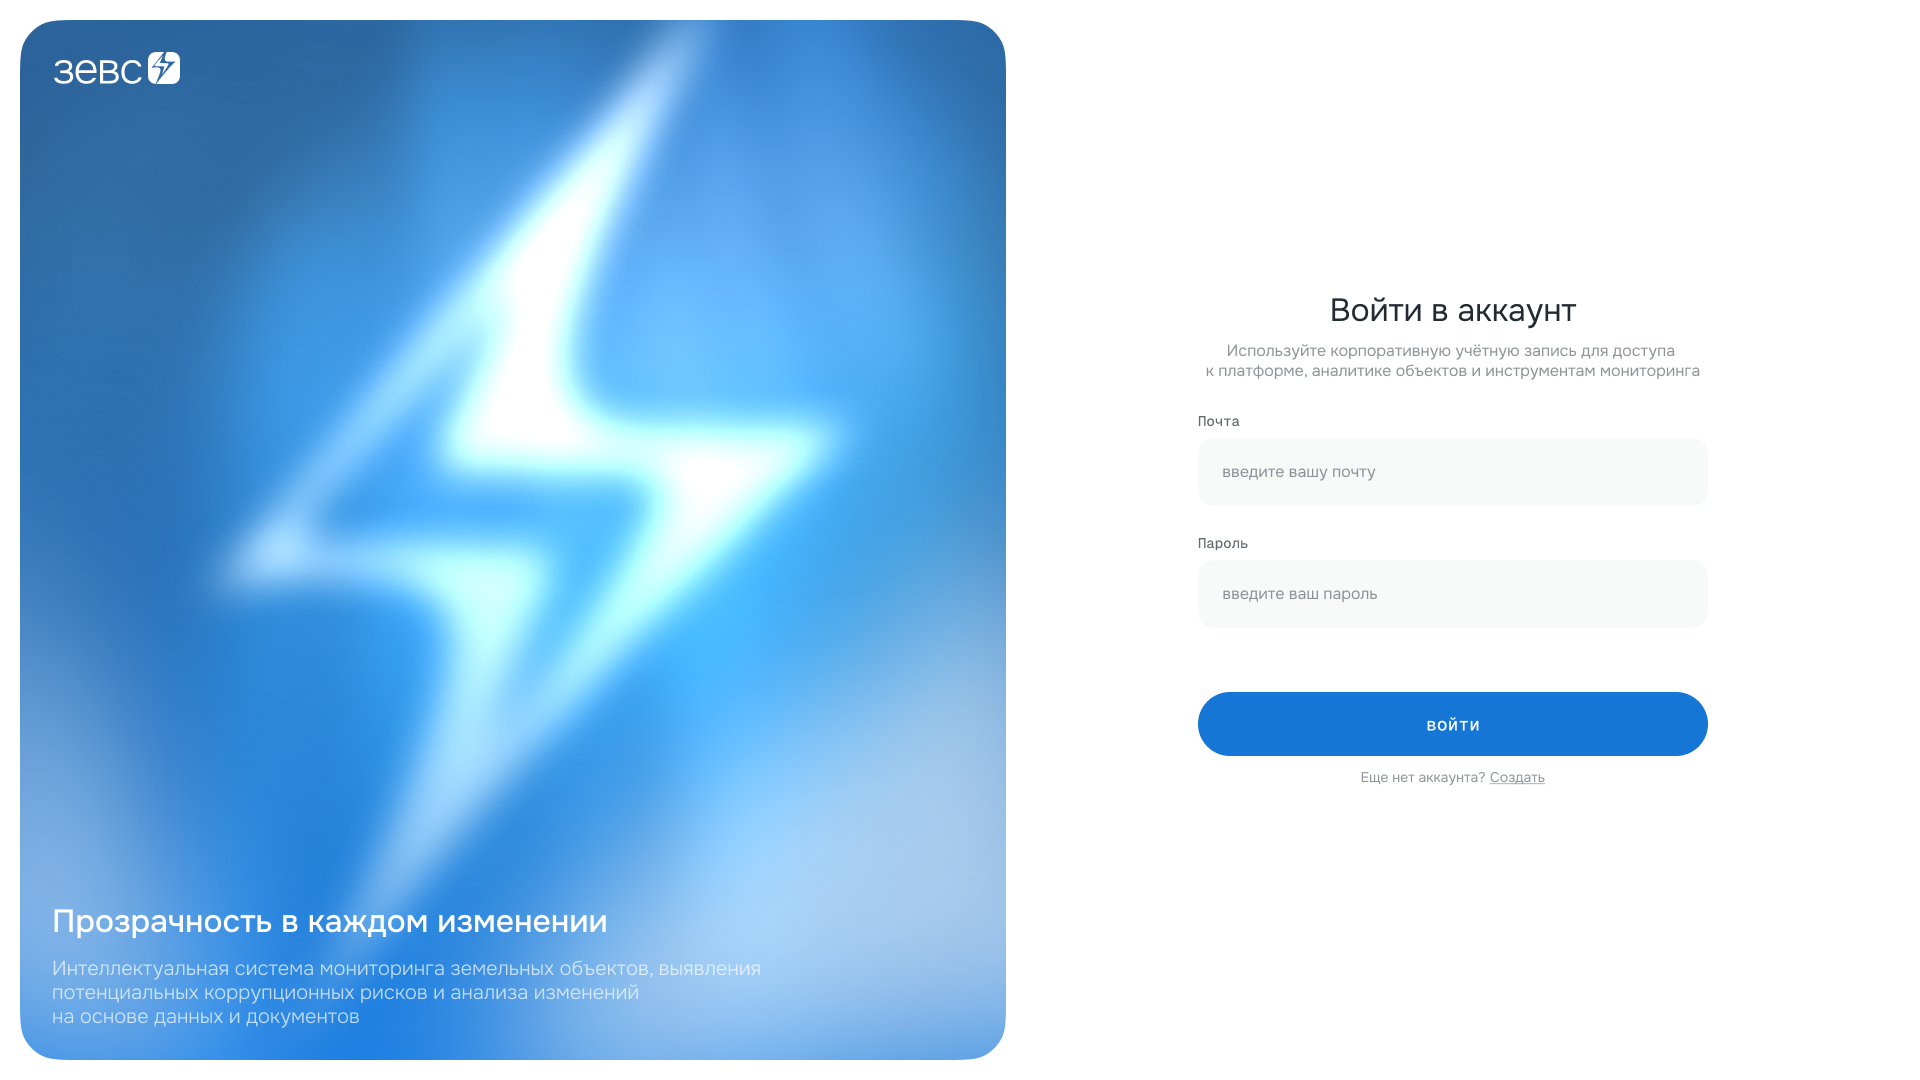 зевс
Прозрачность в каждом изменении
Интеллектуальная система мониторинга земельных объектов, выявления
потенциальных коррупционных рисков и анализа изменений
на основе данных и документов
Войти в аккаунт
Используйте корпоративную учётную запись для доступа
к платформе, аналитике объектов и инструментам мониторинга
Почта
введите вашу почту
Пароль
введите ваш пароль
войти
Еще нет аккаунта? Создать